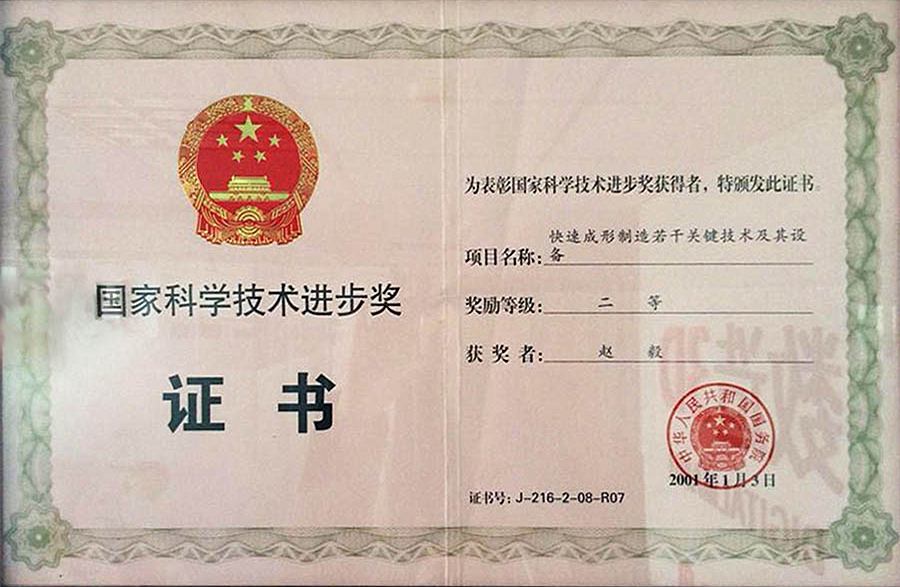 国家科学技术进步奖
证 书
为表彰国家科学技术进步奖获得者，特颁发此证书。
项目名称：快速成形制造若干关键技术及其设
备
奖励等级：二 等
获 奖 者：赵 毅
中华人民共和国国务院
2001年1月3日
证书号：J-216-2-08-R07